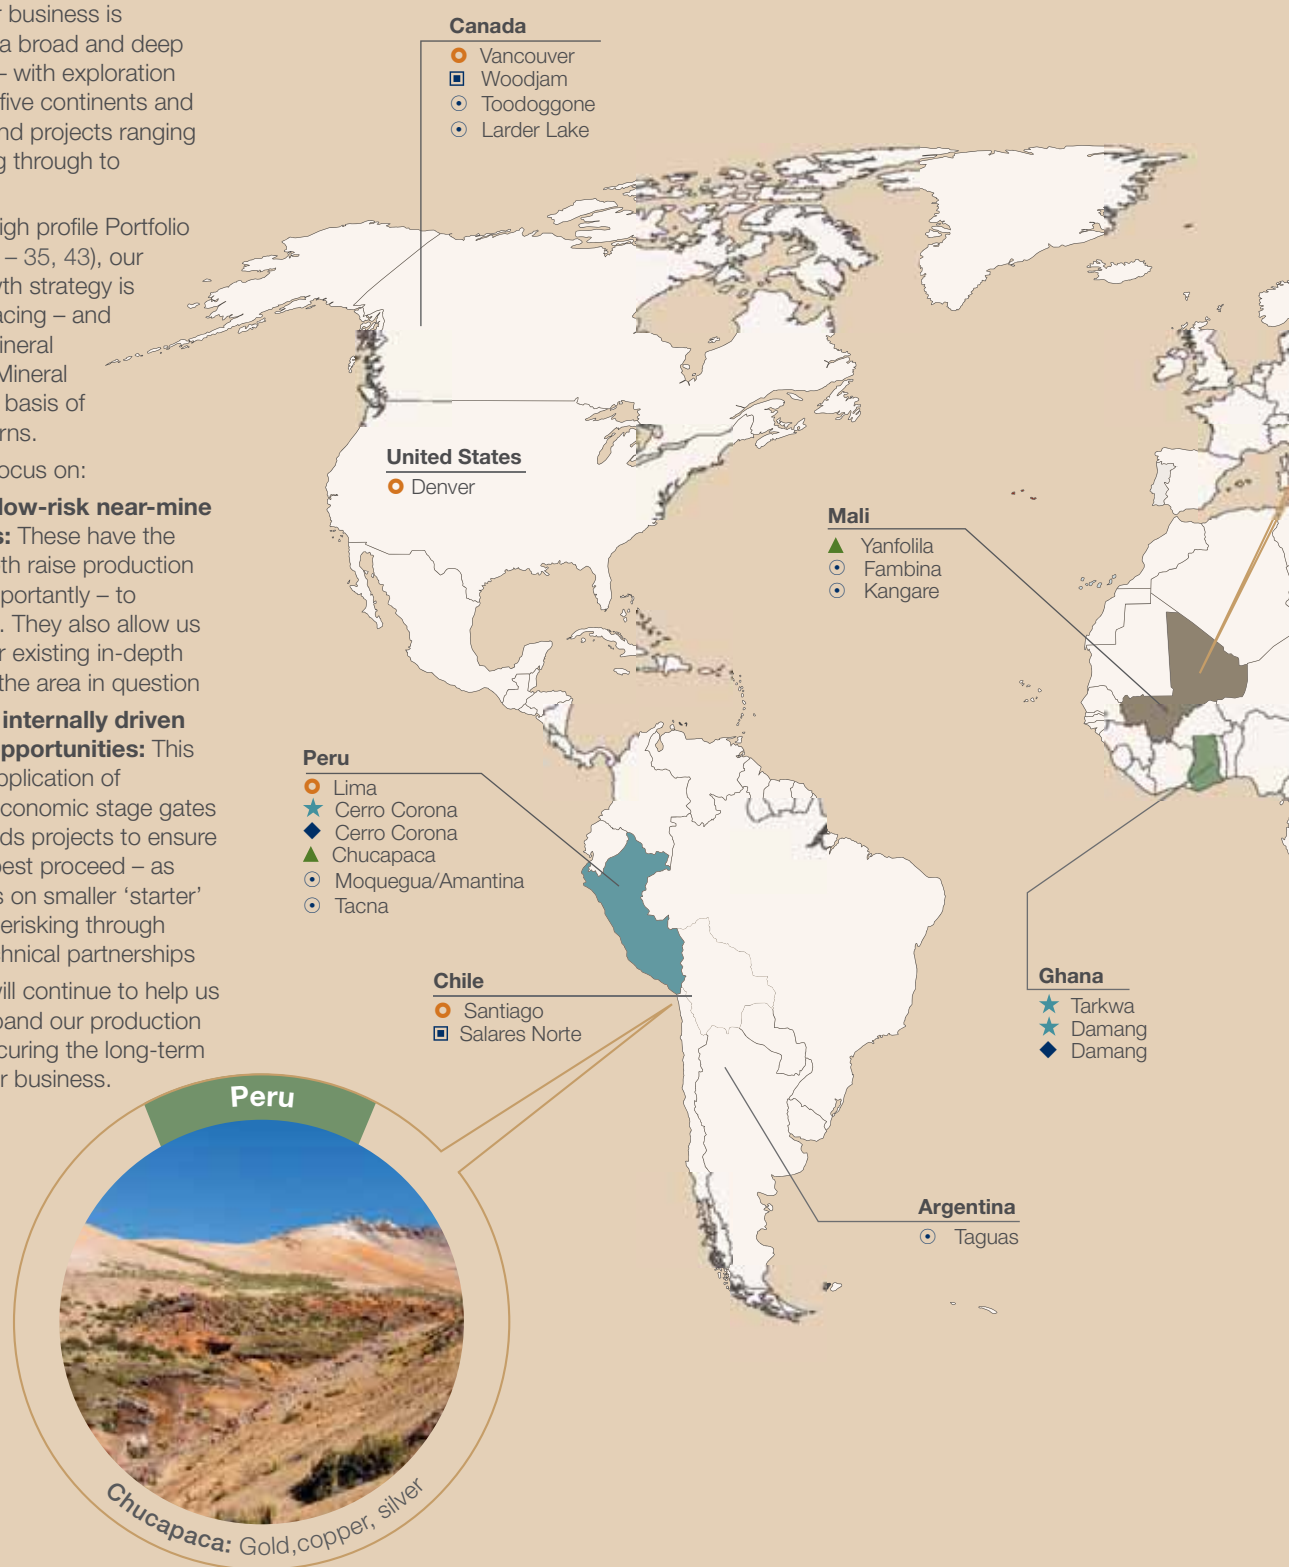 r business is
a broad and deep
– with exploration
five continents and
nd projects ranging
g through to
igh profile Portfolio
– 35, 43), our
th strategy is
acing – and
ineral
Mineral
basis of
rns.
ocus on:
low-risk near-mine
s: These have the
th raise production
portantly – to
. They also allow us
r existing in-depth
the area in question
internally driven
pportunities: This
pplication of
conomic stage gates
ds projects to ensure
best proceed – as
s on smaller ‘starter’
erisking through
chnical partnerships
vill continue to help us
pand our production
curing the long-term
r business.
Canada
Vancouver
Woodjam
Toodoggone
Larder Lake
United States
Denver
Mali
Yanfolila
Fambina
Kangare
Peru
Lima
Cerro Corona
Cerro Corona
Chucapaca
Moquegua/Amantina
Tacna
Chile
Santiago
Salares Norte
Ghana
Tarkwa
Damang
Damang
Argentina
Taguas
Peru
Chucapaca: Gold,copper, silver